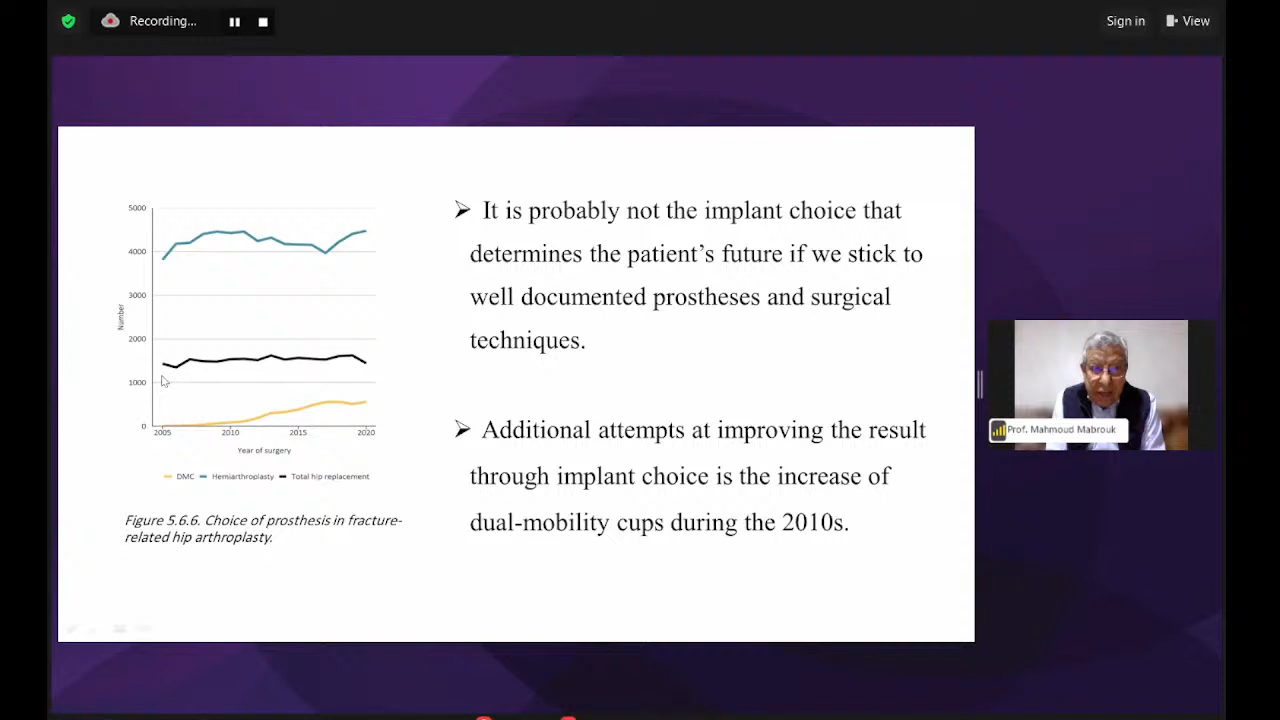 Recording...
Sign in
View
5000
4000
3000
2000
1000
0
Number
2005
2010
2015
2020
Year of surgery
DMC
Hemiarthroplasty
Total hip replacement
Figure 5.6.6. Choice of prosthesis in fracture-
related hip arthroplasty.
➢ It is probably not the implant choice that
determines the patient’s future if we stick to
well documented prostheses and surgical
techniques.
➢ Additional attempts at improving the result
through implant choice is the increase of
dual-mobility cups during the 2010s.
Prof. Mahmoud Mabrouk